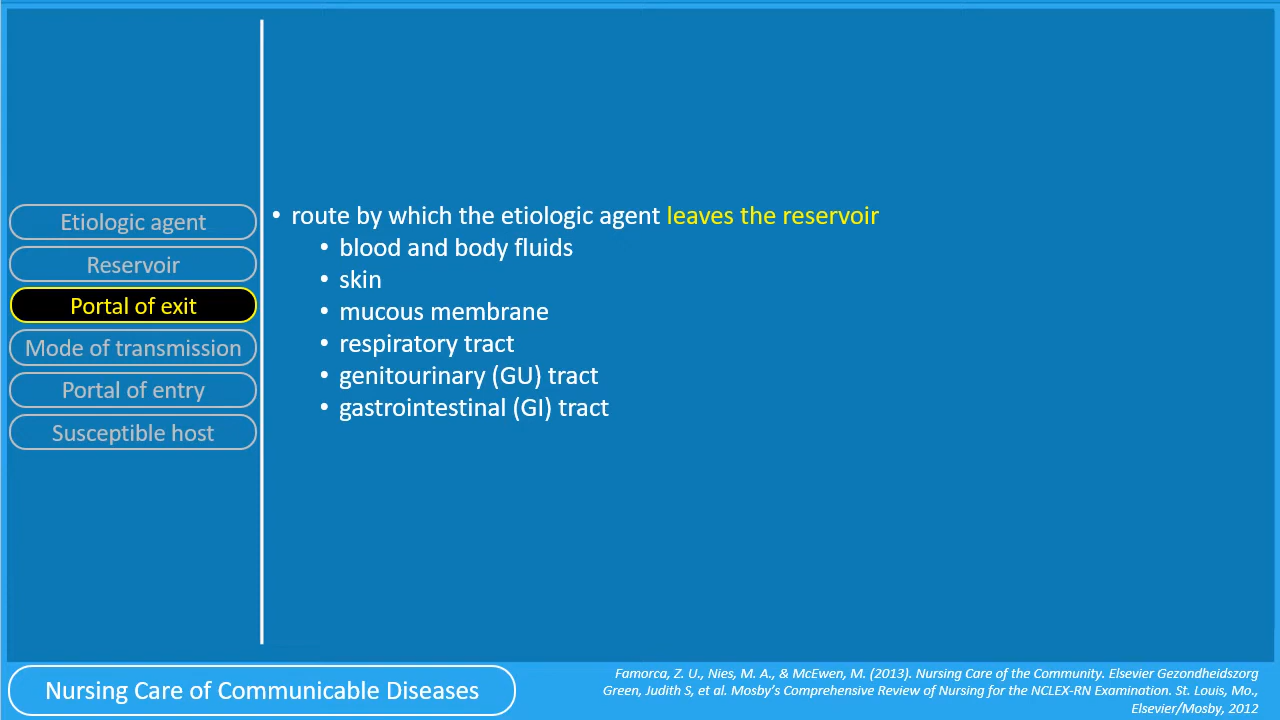 Etiologic agent
Reservoir
Portal of exit
Mode of transmission
Portal of entry
Susceptible host
• route by which the etiologic agent leaves the reservoir
• blood and body fluids
• skin
• mucous membrane
• respiratory tract
• genitourinary (GU) tract
• gastrointestinal (GI) tract
Nursing Care of Communicable Diseases
Famorca, Z. U., Nies, M. A., & McEwen, M. (2013). Nursing Care of the Community. Elsevier Gezondheidszorg
Green, Judith S, et al. Mosby's Comprehensive Review of Nursing for the NCLEX-RN Examination. St. Louis, Mo.,
Elsevier/Mosby, 2012